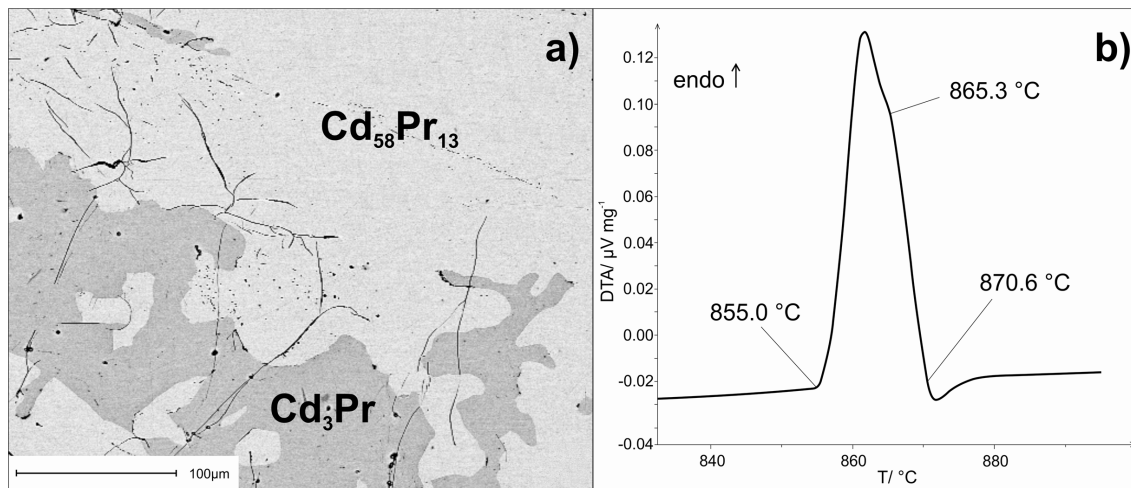 a)
Cd₅₈Pr₁₃
Cd₃Pr
100µm
b)
endo ↑
865.3 °C
870.6 °C
855.0 °C
DTA/ µV mg⁻¹
0.12
0.10
0.08
0.06
0.04
0.02
0.00
-0.02
-0.04
840
860
880
T/ °C